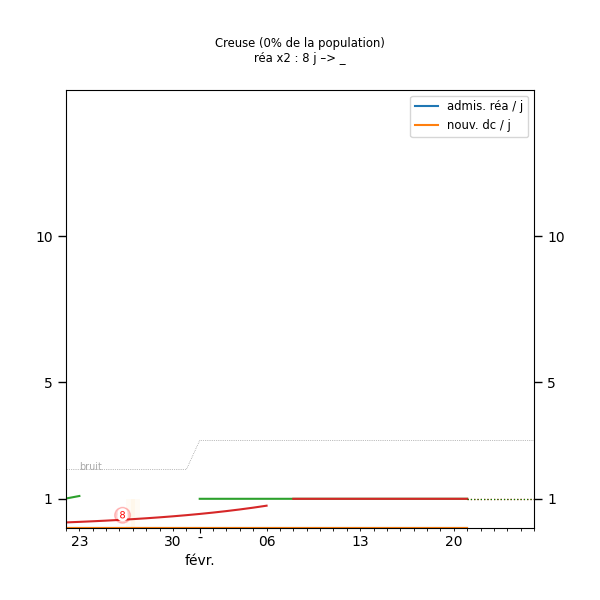 Creuse (0% de la population)
réa x2 : 8 j –> _
admis. réa / j
nouv. dc / j
10 10
5 5
bruit
1 1
8
23 30 - 06 13 20
févr.